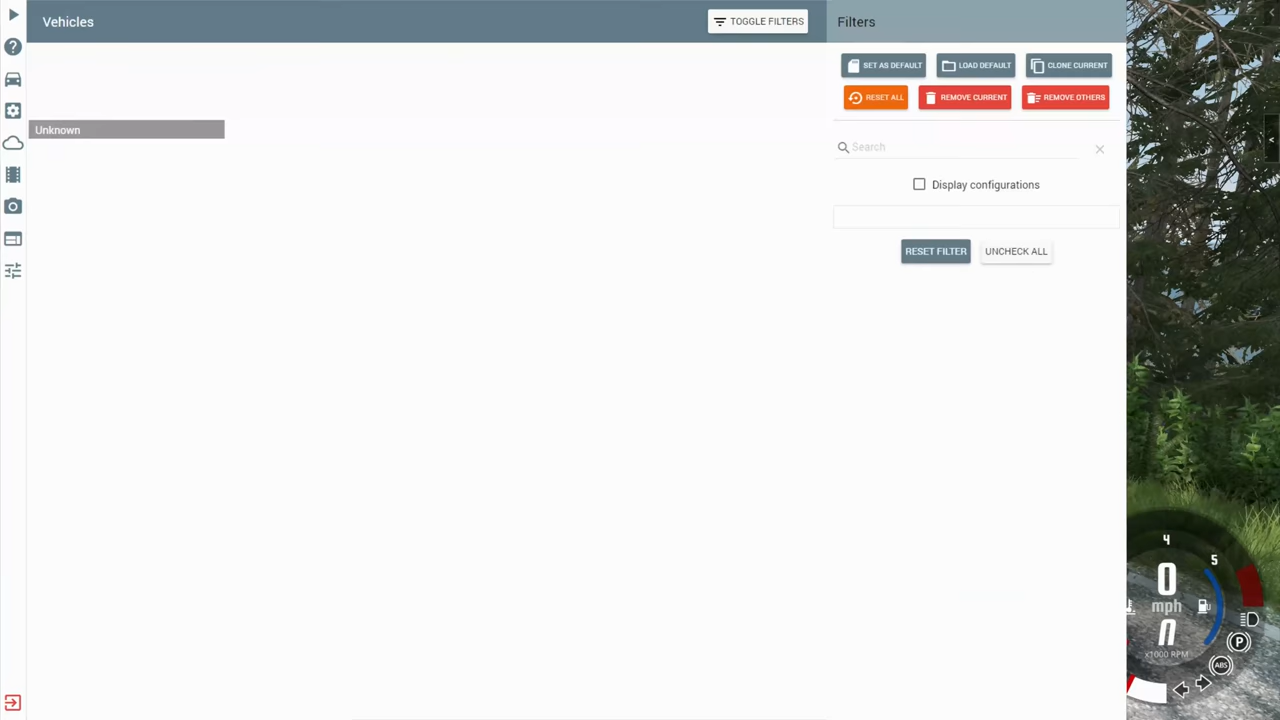 Vehicles
TOGGLE FILTERS
Filters
SET AS DEFAULT
LOAD DEFAULT
CLONE CURRENT
RESET ALL
REMOVE CURRENT
REMOVE OTHERS
Unknown
Search
Display configurations
RESET FILTER
UNCHECK ALL
4
5
0
mph
n
x1000 RPM
P
ABS